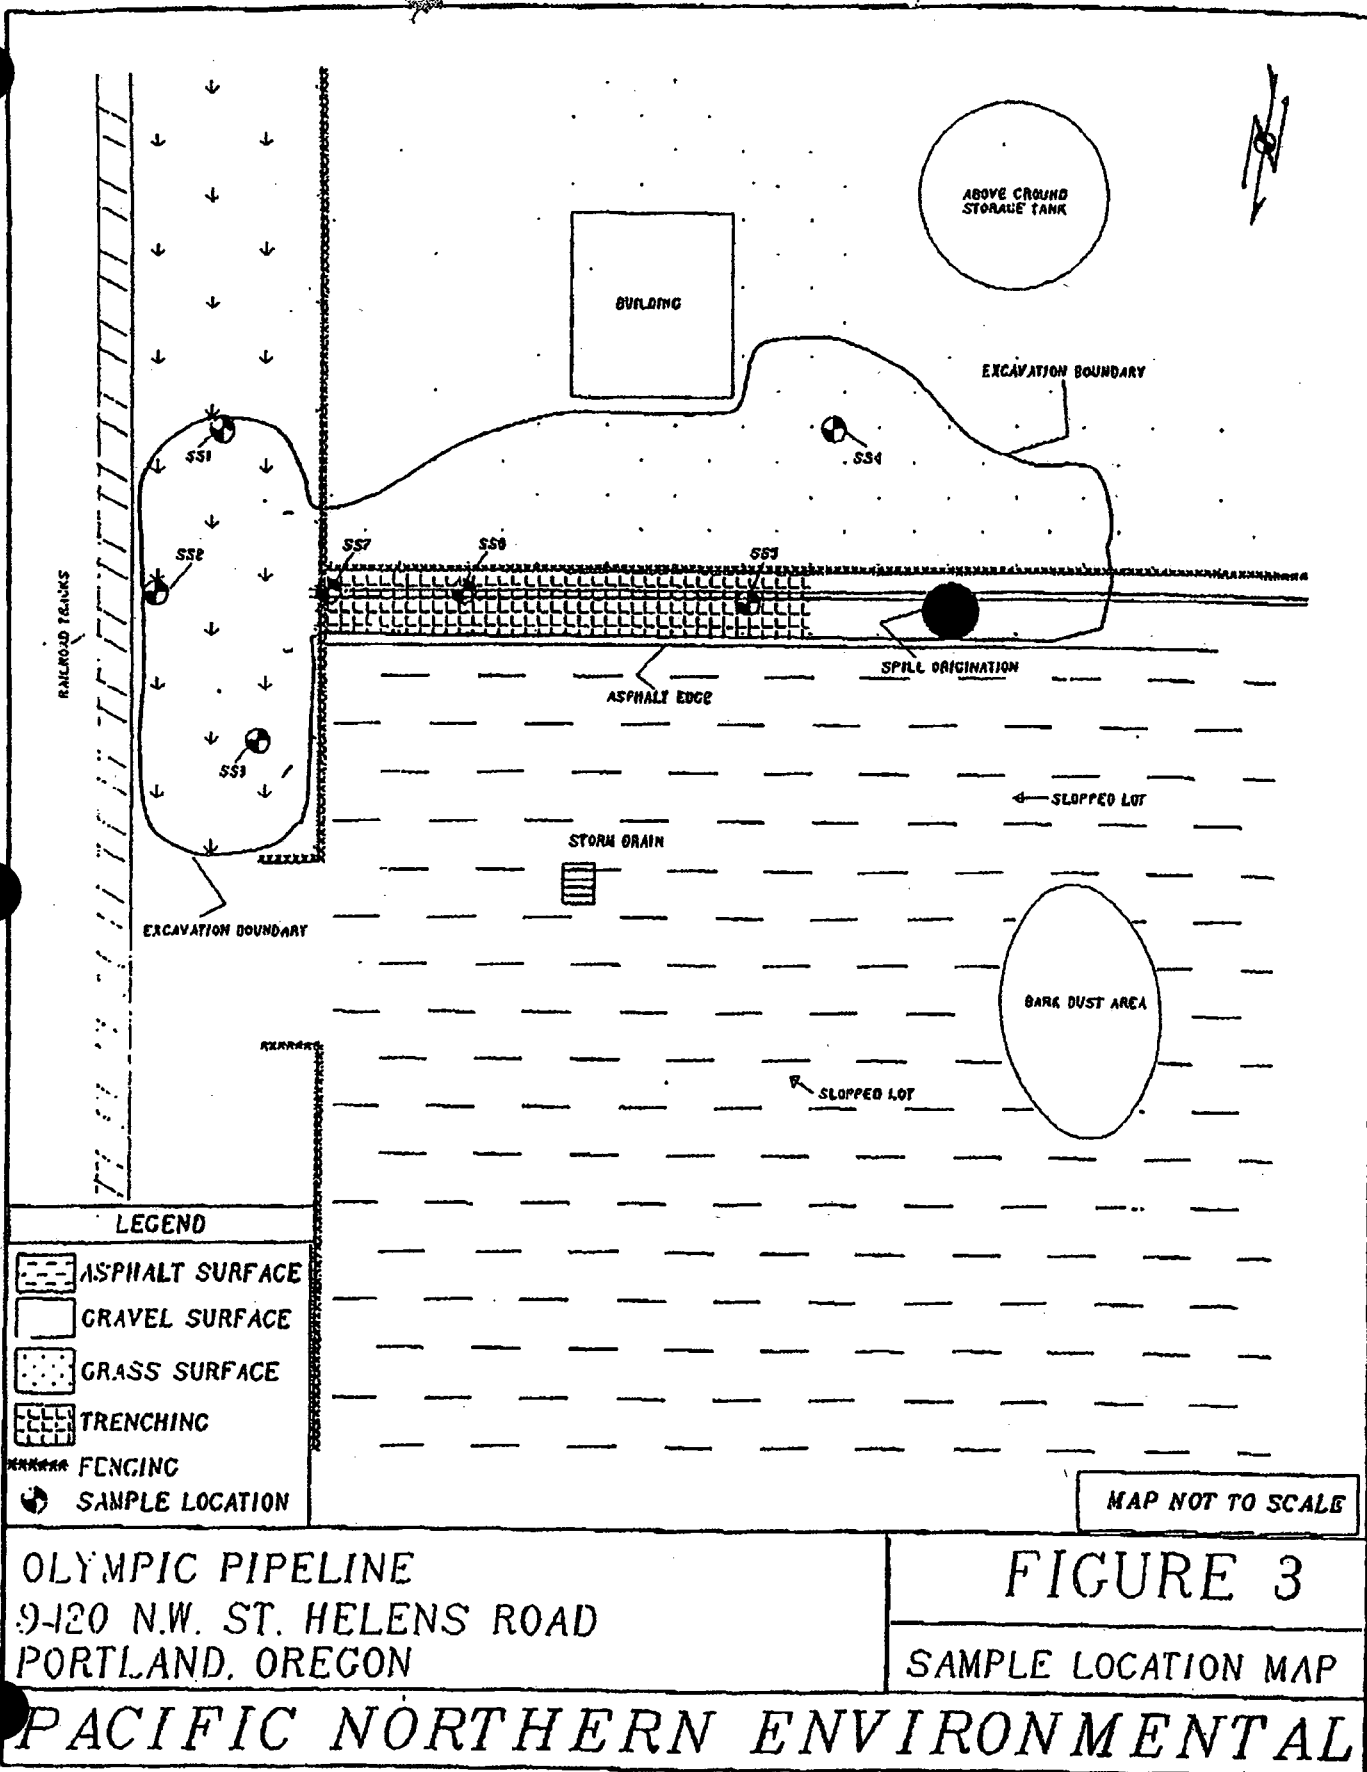 ABOVE GROUND
STORAGE TANK
BUILDING
EXCAVATION BOUNDARY
SS1
SS4
SS2
SS7
SS6
SS5
RAILROAD TRACKS
SPILL ORIGINATION
ASPHALT EDGE
SS3
SLOPPED LOT
STORM DRAIN
EXCAVATION BOUNDARY
BARK DUST AREA
SLOPPED LOT
LEGEND
ASPHALT SURFACE
GRAVEL SURFACE
GRASS SURFACE
TRENCHING
FENCING
SAMPLE LOCATION
MAP NOT TO SCALE
OLYMPIC PIPELINE
9420 N.W. ST. HELENS ROAD
PORTLAND, OREGON
FIGURE 3
SAMPLE LOCATION MAP
PACIFIC NORTHERN ENVIRONMENTAL